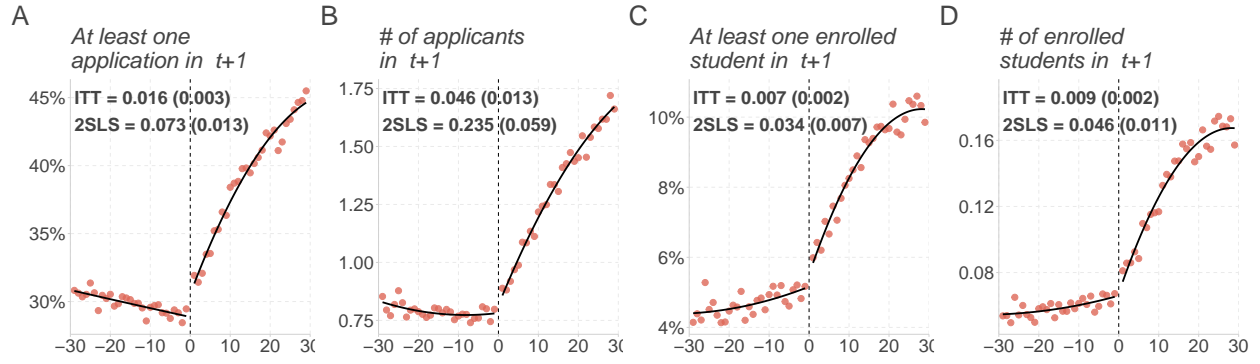 A
At least one
application in t+1
ITT = 0.016 (0.003)
2SLS = 0.073 (0.013)
45%
40%
35%
30%
−30 −20 −10 0 10 20 30
B
# of applicants
in t+1
ITT = 0.046 (0.013)
2SLS = 0.235 (0.059)
1.75
1.50
1.25
1.00
0.75
−30 −20 −10 0 10 20 30
C
At least one enrolled
student in t+1
ITT = 0.007 (0.002)
2SLS = 0.034 (0.007)
10%
8%
6%
4%
−30 −20 −10 0 10 20 30
D
# of enrolled
students in t+1
ITT = 0.009 (0.002)
2SLS = 0.046 (0.011)
0.16
0.12
0.08
−30 −20 −10 0 10 20 30